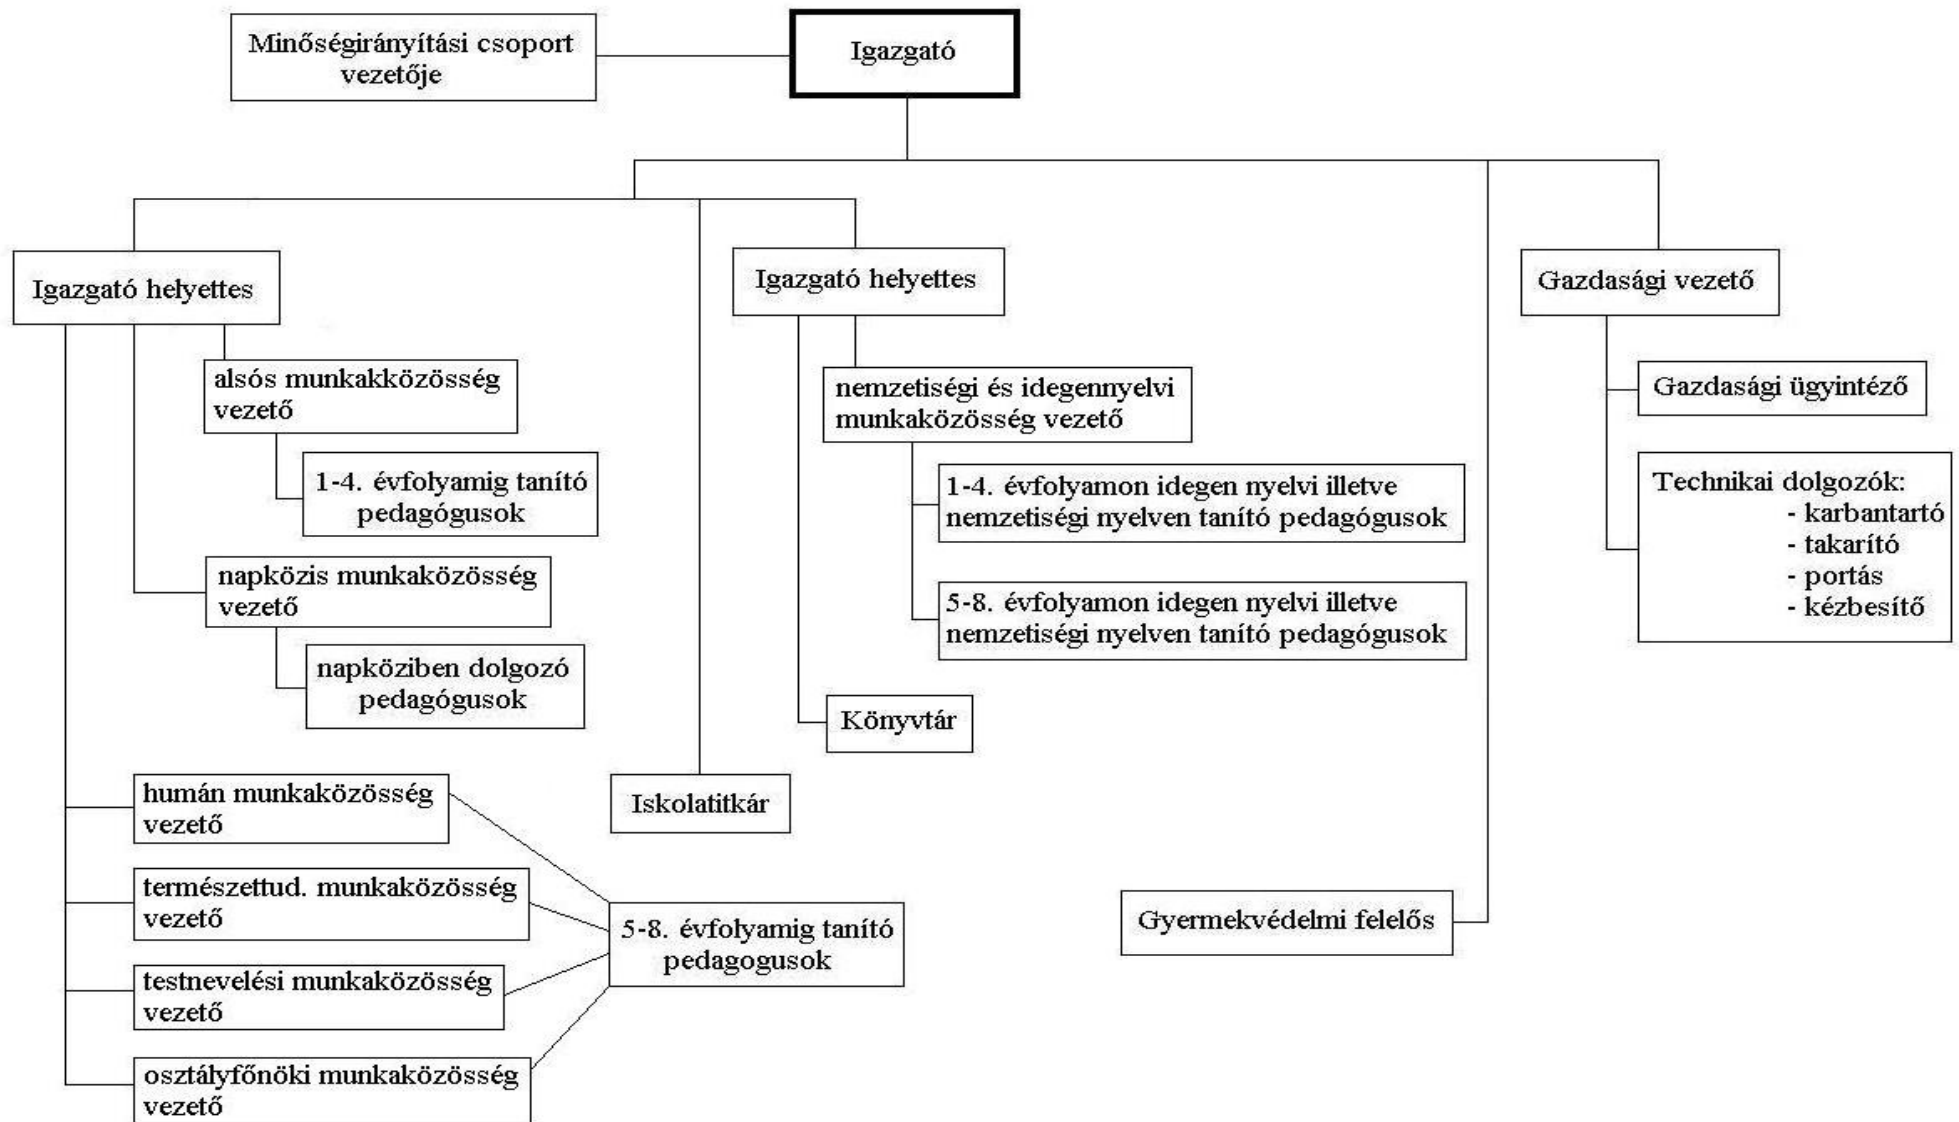 Minőségirányítási csoport
vezetője
Igazgató
Igazgató helyettes
alsós munkakközösség
vezető
1-4. évfolyamig tanító
pedagógusok
napközis munkaközösség
vezető
napköziben dolgozó
pedagógusok
humán munkaközösség
vezető
természettud. munkaközösség
vezető
testnevelési munkaközösség
vezető
osztályfőnöki munkaközösség
vezető
5-8. évfolyamig tanító
pedagogusok
Iskolatitkár
Igazgató helyettes
nemzetiségi és idegennyelvi
munkaközösség vezető
1-4. évfolyamon idegen nyelvi illetve
nemzetiségi nyelven tanító pedagógusok
5-8. évfolyamon idegen nyelvi illetve
nemzetiségi nyelven tanító pedagógusok
Könyvtár
Gyermekvédelmi felelős
Gazdasági vezető
Gazdasági ügyintéző
Technikai dolgozók:
- karbantartó
- takarító
- portás
- kézbesítő